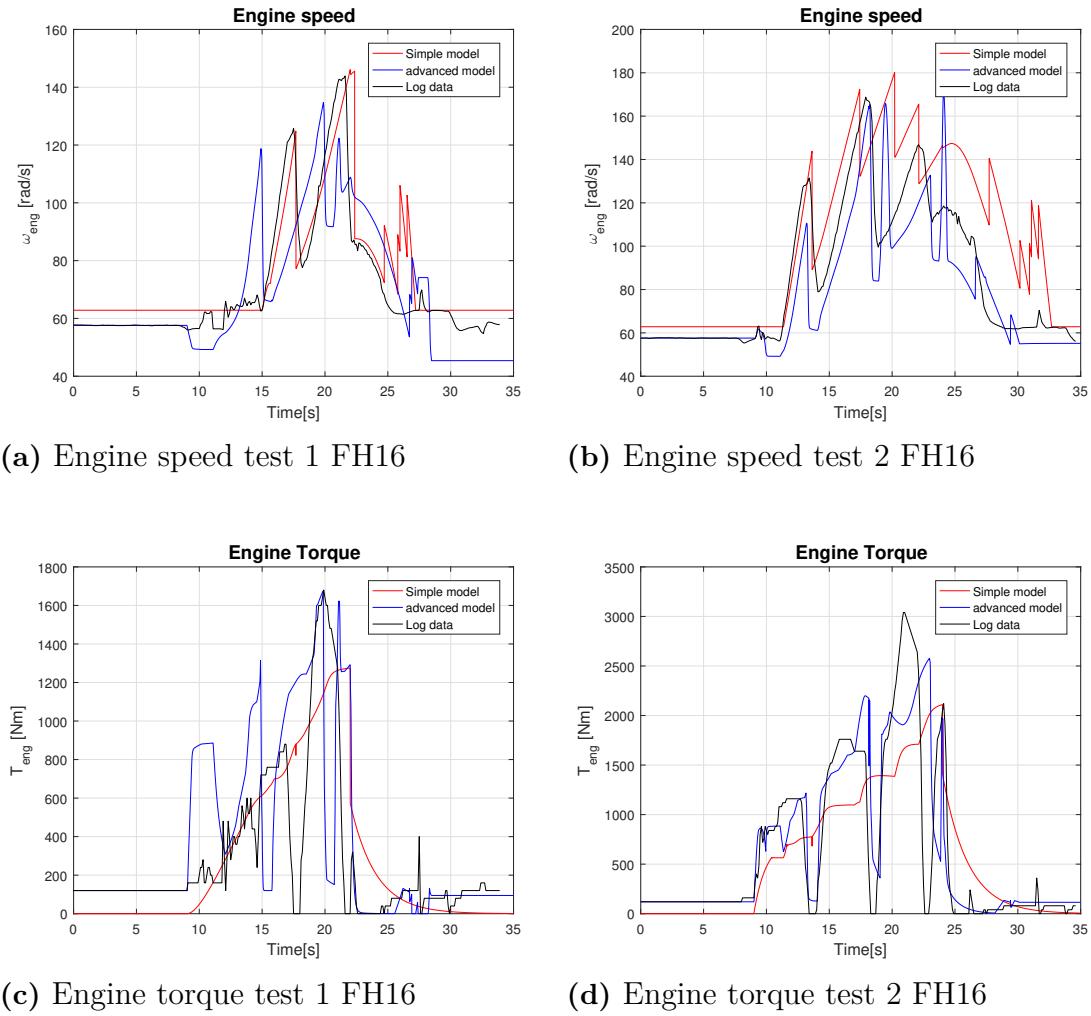 Engine speed
160
140
120
100
80
60
40
ω_eng [rad/s]
0 5 10 15 20 25 30 35
Time[s]
Simple model
advanced model
Log data
Engine speed
200
180
160
140
120
100
80
60
40
ω_eng [rad/s]
0 5 10 15 20 25 30 35
Time[s]
Simple model
advanced model
Log data
(a) Engine speed test 1 FH16
(b) Engine speed test 2 FH16
Engine Torque
1800
1600
1400
1200
1000
800
600
400
200
0
T_eng [Nm]
0 5 10 15 20 25 30 35
Time[s]
Simple model
advanced model
Log data
Engine Torque
3500
3000
2500
2000
1500
1000
500
0
T_eng [Nm]
0 5 10 15 20 25 30 35
Time[s]
Simple model
advanced model
Log data
(c) Engine torque test 1 FH16
(d) Engine torque test 2 FH16